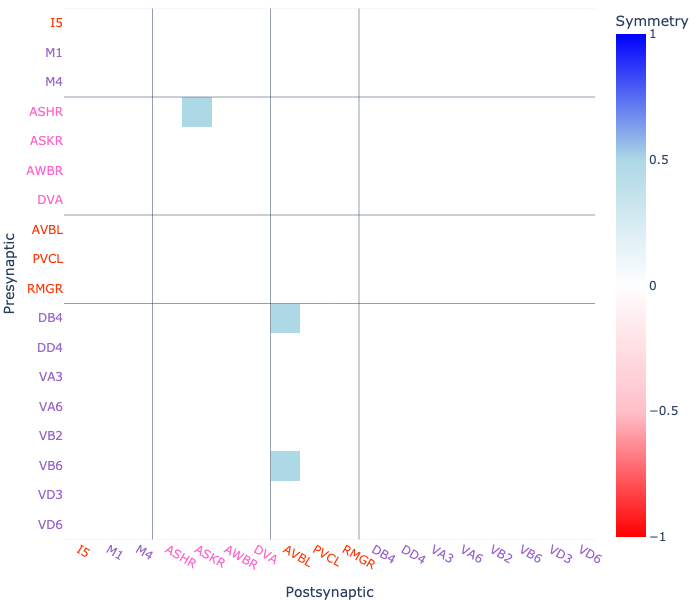 Symmetry
1
0.5
0
−0.5
−1
Presynaptic
I5
M1
M4
ASHR
ASKR
AWBR
DVA
AVBL
PVCL
RMGR
DB4
DD4
VA3
VA6
VB2
VB6
VD3
VD6
I5 M1 M4 ASHR ASKR AWBR DVA AVBL PVCL RMGR DB4 DD4 VA3 VA6 VB2 VB6 VD3 VD6
Postsynaptic